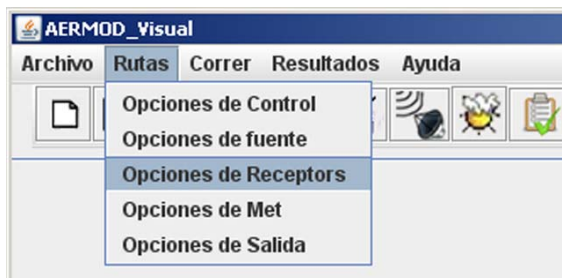 AERMOD_Visual
Archivo Rutas Correr Resultados Ayuda
Opciones de Control
Opciones de fuente
Opciones de Receptors
Opciones de Met
Opciones de Salida